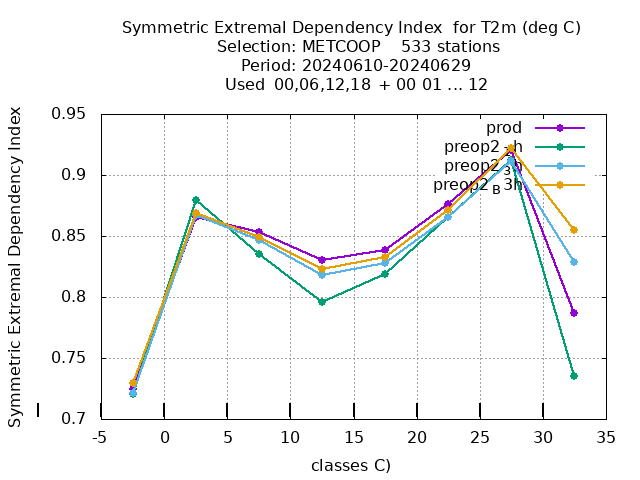 Symmetric Extremal Dependency Index for T2m (deg C)
Selection: METCOOP 533 stations
Period: 20240610-20240629
Used 00,06,12,18 + 00 01 ... 12
Symmetric Extremal Dependency Index
0.95
0.9
0.85
0.8
0.75
0.7
prod
-5
0
5
10
15
20
25
30
35
classes C)